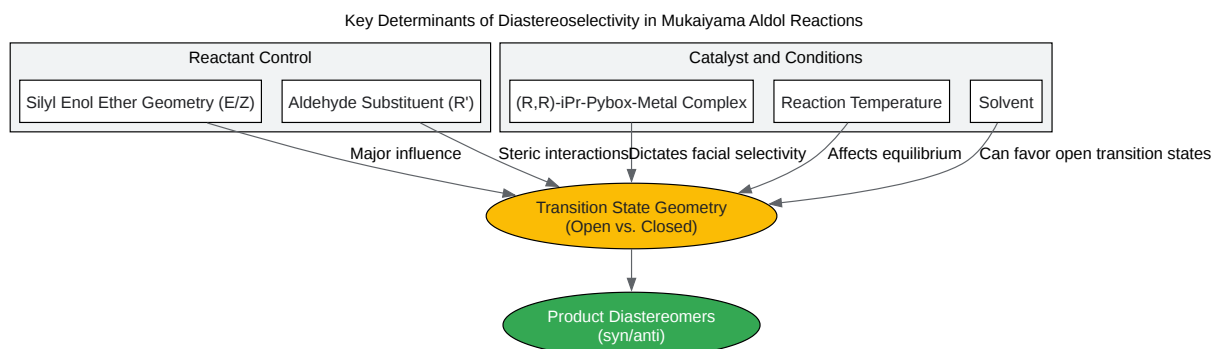 Key Determinants of Diastereoselectivity in Mukaiyama Aldol Reactions
Reactant Control
Catalyst and Conditions
Silyl Enol Ether Geometry (E/Z)
Aldehyde Substituent (R')
(R,R)-iPr-Pybox-Metal Complex
Reaction Temperature
Solvent
Major influence
Steric interactions
Dictates facial selectivity
Affects equilibrium
Can favor open transition states
Transition State Geometry
(Open vs. Closed)
Product Diastereomers
(syn/anti)